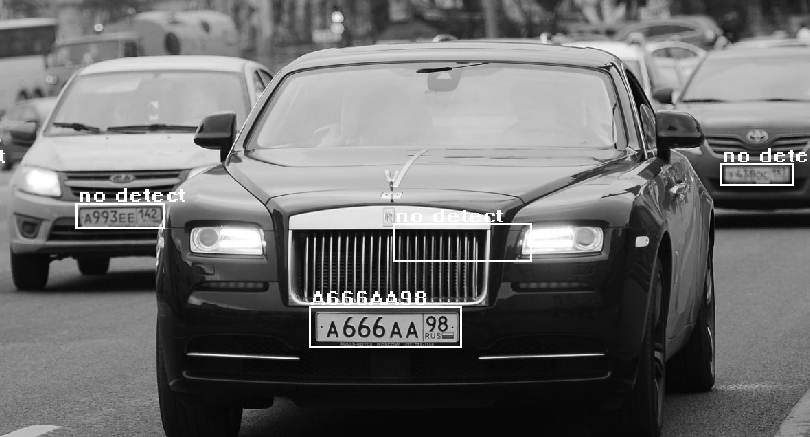 no detect
no detect
A993EE 142
no detect
A666AA98
A666AA 98
RUS